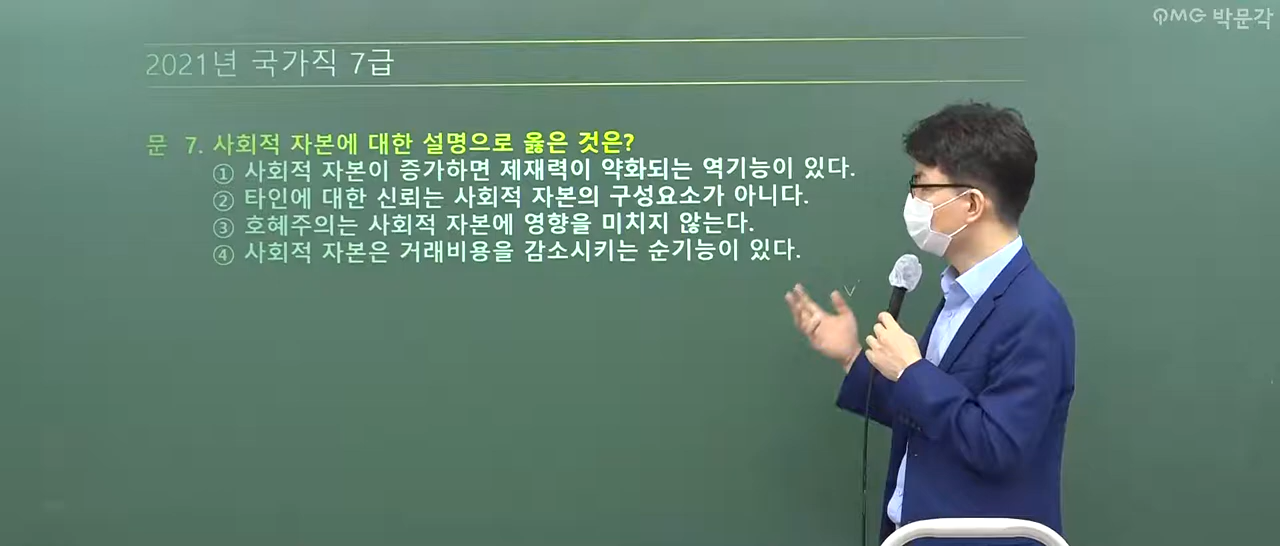 PMG 박문각
2021년 국가직 7급
문 7. 사회적 자본에 대한 설명으로 옳은 것은?
① 사회적 자본이 증가하면 제재력이 약화되는 역기능이 있다.
② 타인에 대한 신뢰는 사회적 자본의 구성요소가 아니다.
③ 호혜주의는 사회적 자본에 영향을 미치지 않는다.
④ 사회적 자본은 거래비용을 감소시키는 순기능이 있다.